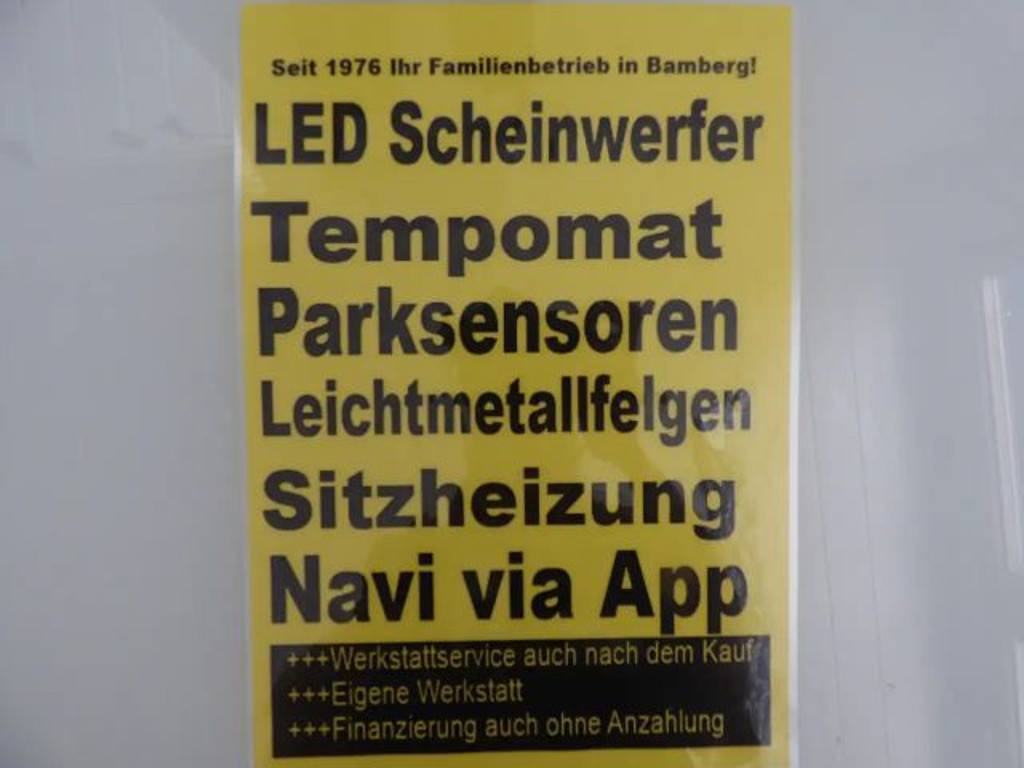 Seit 1976 Ihr Familienbetrieb in Bamberg!
LED Scheinwerfer
Tempomat
Parksensoren
Leichtmetallfelgen
Sitzheizung
Navi via App
+++Werkstattservice auch nach dem Kauf
+++Eigene Werkstatt
+++Finanzierung auch ohne Anzahlung